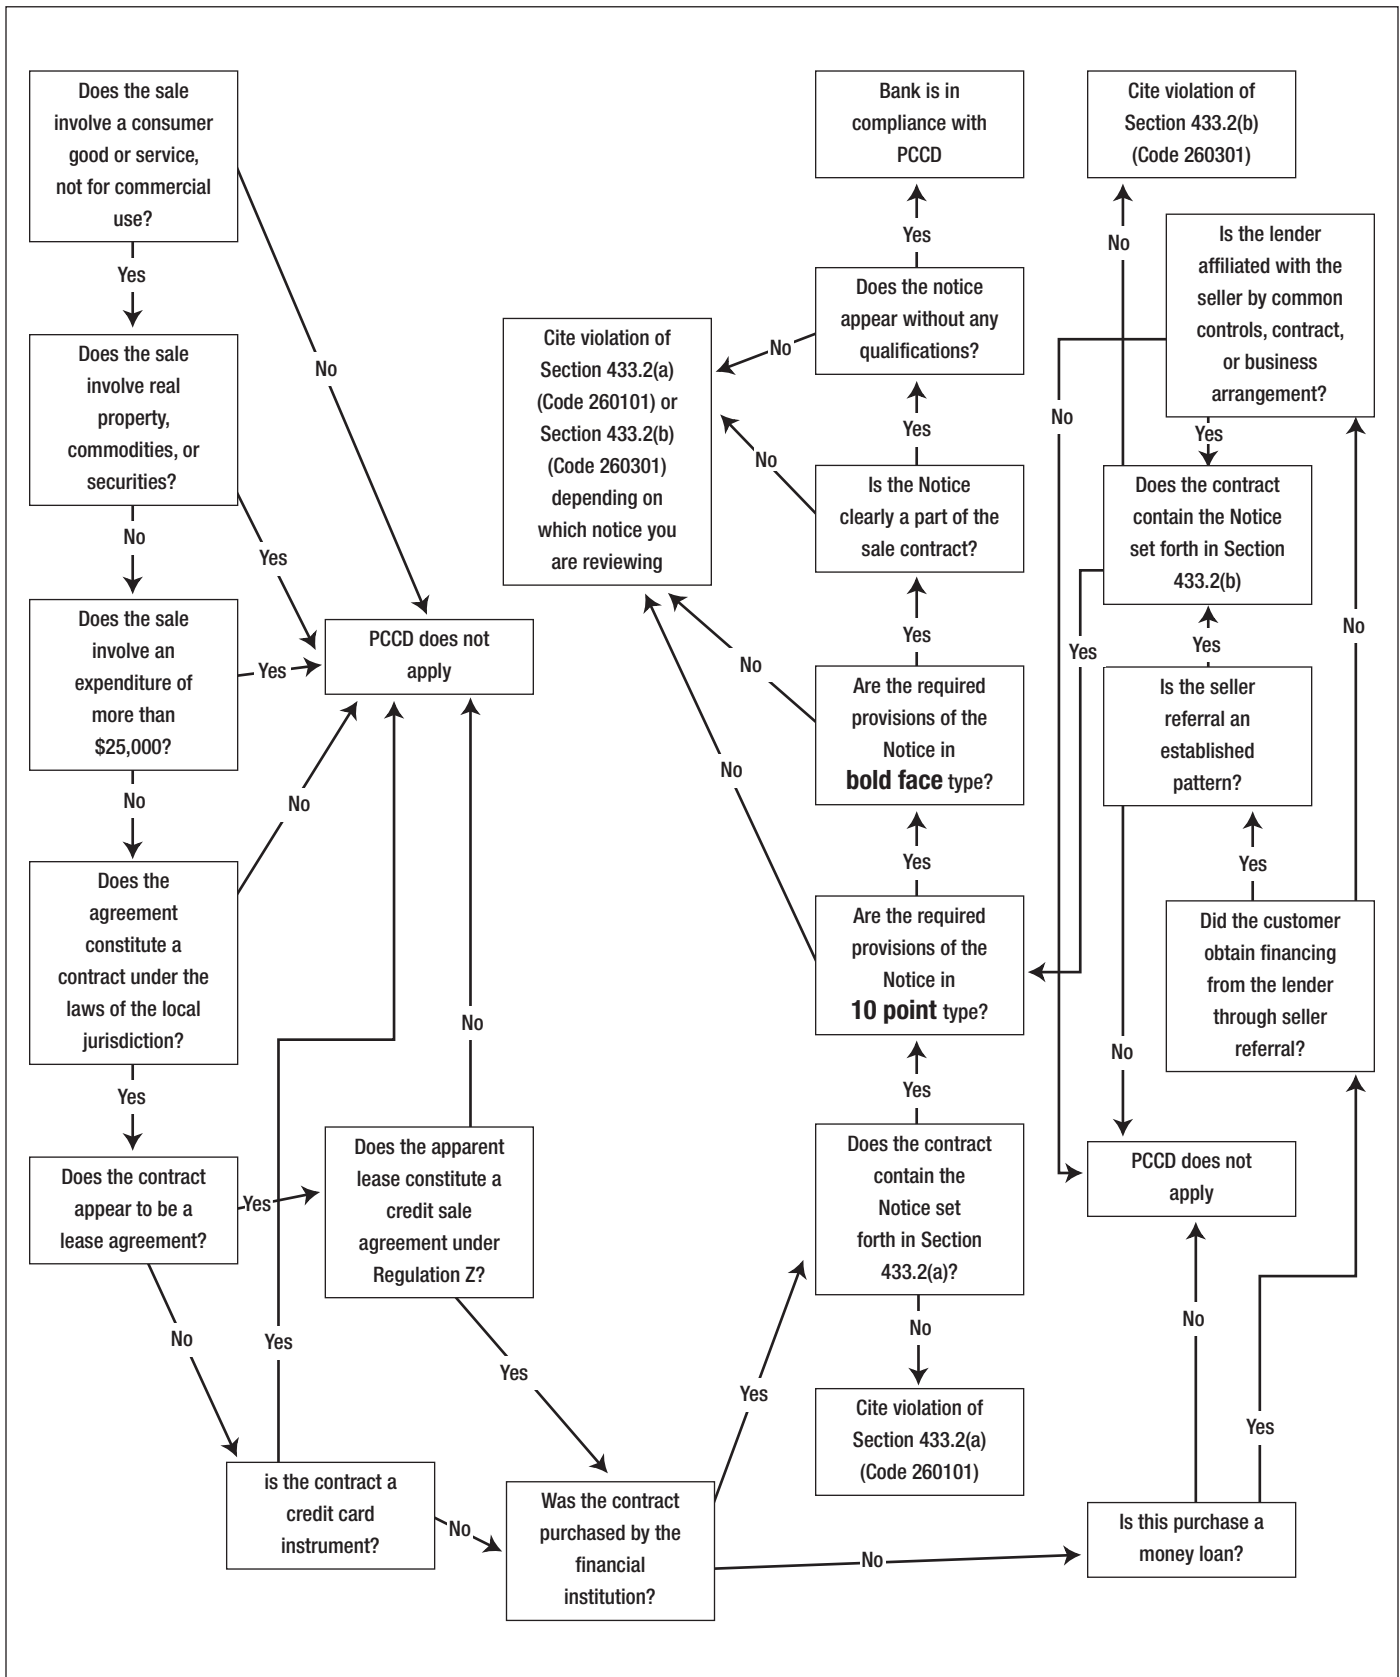 Does the sale
involve a consumer
good or service,
not for commercial
use?
Yes
No
Does the sale
involve real
property,
commodities, or
securities?
No
Yes
Does the sale
involve an
expenditure of
more than
$25,000?
Yes
No
PCCD does not
apply
Does the
agreement
constitute a
contract under the
laws of the local
jurisdiction?
No
Yes
Does the contract
appear to be a
lease agreement?
Yes
No
Does the apparent
lease constitute a
credit sale
agreement under
Regulation Z?
No
Yes
is the contract a
credit card
instrument?
Yes
No
Was the contract
purchased by the
financial
institution?
Yes
No
Cite violation of
Section 433.2(a)
(Code 260101) or
Section 433.2(b)
(Code 260301)
depending on
which notice you
are reviewing
Bank is in
compliance with
PCCD
Yes
Does the notice
appear without any
qualifications?
No
Yes
Is the Notice
clearly a part of the
sale contract?
No
Yes
Are the required
provisions of the
Notice in
bold face type?
No
Yes
Are the required
provisions of the
Notice in
10 point type?
No
Yes
Does the contract
contain the
Notice set
forth in Section
433.2(a)?
No
Cite violation of
Section 433.2(a)
(Code 260101)
Cite violation of
Section 433.2(b)
(Code 260301)
No
Is the lender
affiliated with the
seller by common
controls, contract,
or business
arrangement?
No
Yes
Does the contract
contain the Notice
set forth in Section
433.2(b)
Yes
Yes
No
Is the seller
referral an
established
pattern?
No
Yes
Did the customer
obtain financing
from the lender
through seller
referral?
PCCD does not
apply
No
Yes
Is this purchase a
money loan?